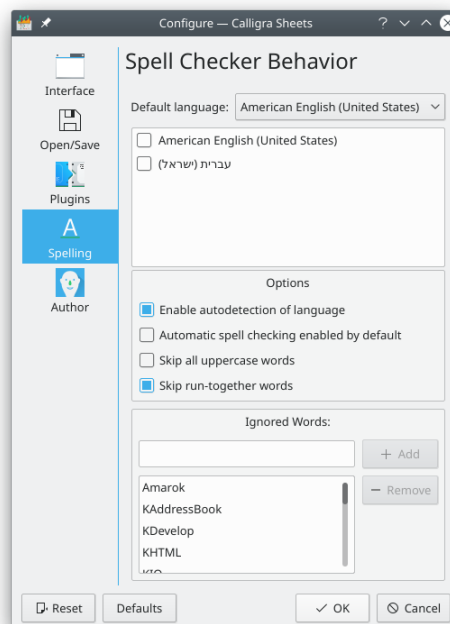 Configure — Calligra Sheets
Spell Checker Behavior
Interface
Open/Save
Plugins
Spelling
Author
Default language: American English (United States)
American English (United States)
עברית (ישראל)
Options
Enable autodetection of language
Automatic spell checking enabled by default
Skip all uppercase words
Skip run-together words
Ignored Words:
Add
Remove
Amarok
KAddressBook
KDevelop
KHTML
Reset
Defaults
OK
Cancel